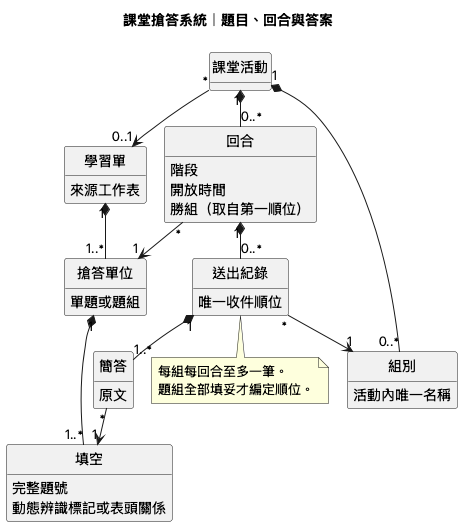 課堂搶答系統｜題目、回合與答案
課堂活動
*
1
1
0..1
0..*
學習單
來源工作表
回合
階段
開放時間
勝組（取自第一順位）
1
*
1
1..*
1
0..*
搶答單位
單題或題組
送出紀錄
唯一收件順位
1
1
*
1..*
1
0..*
簡答
原文
每組每回合至多一筆。
題組全部填妥才編定順位。
組別
活動內唯一名稱
*
1..*
1
填空
完整題號
動態辨識標記或表頭關係